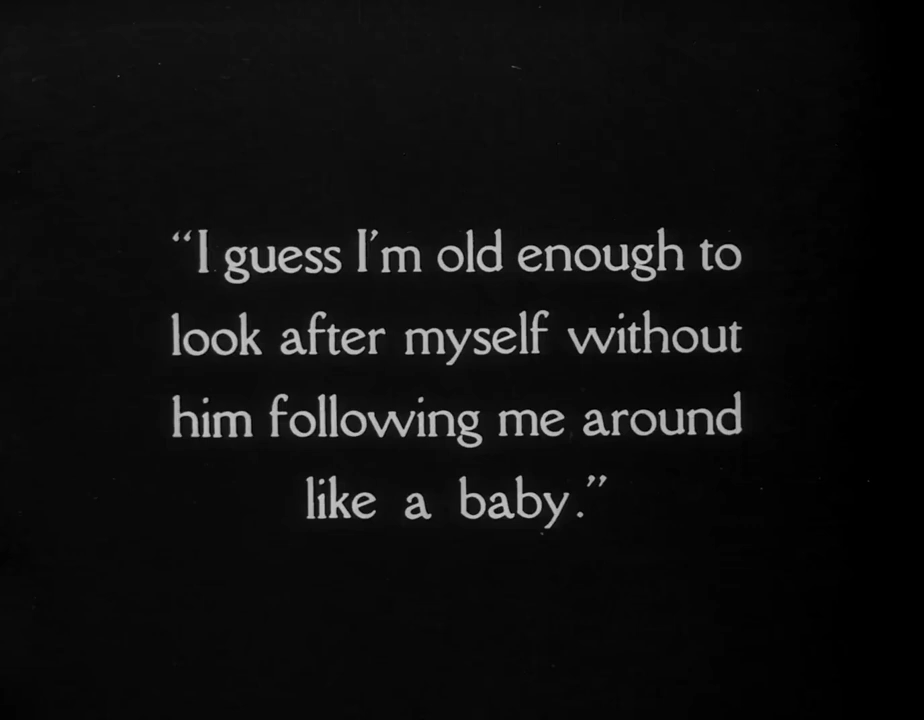 “I guess I’m old enough to
look after myself without
him following me around
like a baby.”